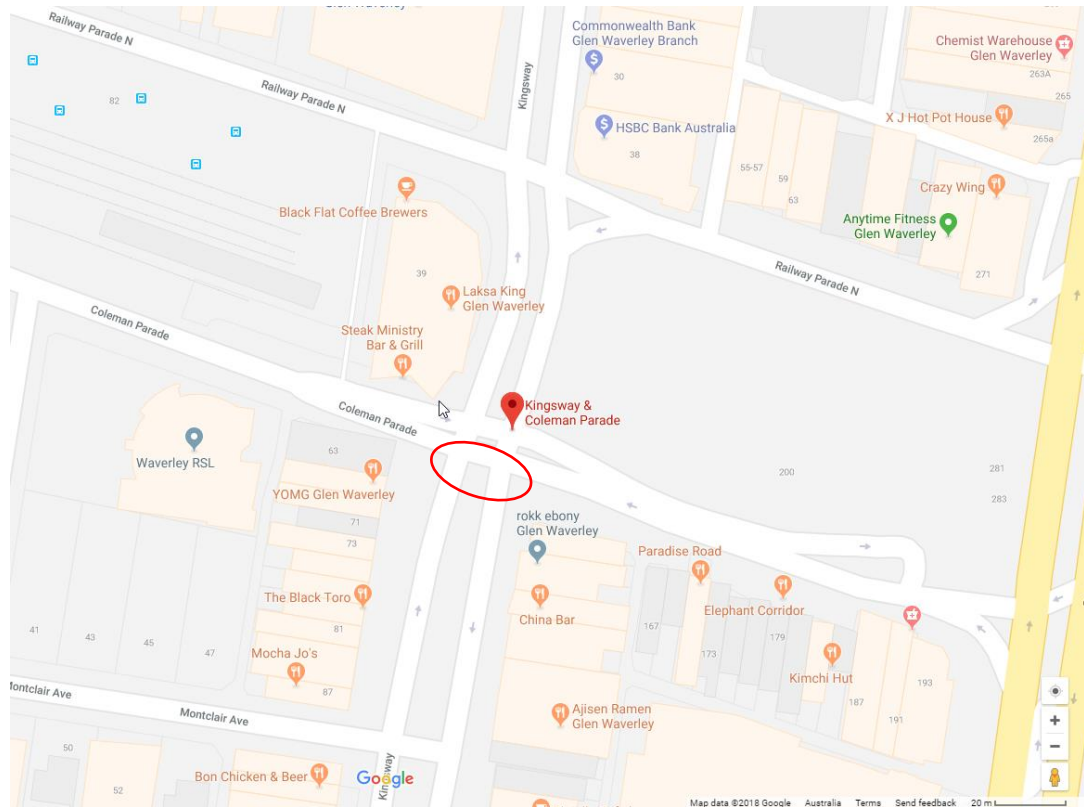 Glen Waverley
Railway Parade N
Commonwealth Bank
Glen Waverley Branch
30
Chemist Warehouse
Glen Waverley
263A
265
Kingsway
82
Railway Parade N
HSBC Bank Australia
38
X J Hot Pot House
265a
55-57
59
63
Crazy Wing
Black Flat Coffee Brewers
Anytime Fitness
Glen Waverley
39
Railway Parade N
271
Laksa King
Glen Waverley
Coleman Parade
Steak Ministry
Bar & Grill
Coleman Parade
Kingsway &
Coleman Parade
Waverley RSL
63
200
281
283
YOMG Glen Waverley
71
73
rokk ebony
Glen Waverley
Paradise Road
The Black Toro
China Bar
Elephant Corridor
41
43
45
47
81
167
173
179
Mocha Jo's
87
Kimchi Hut
187
191
193
Montclair Ave
Montclair Ave
Ajisen Ramen
Glen Waverley
50
52
Bon Chicken & Beer
Kingsway
Google
Map data ©2018 Google Australia Terms Send feedback 20 m